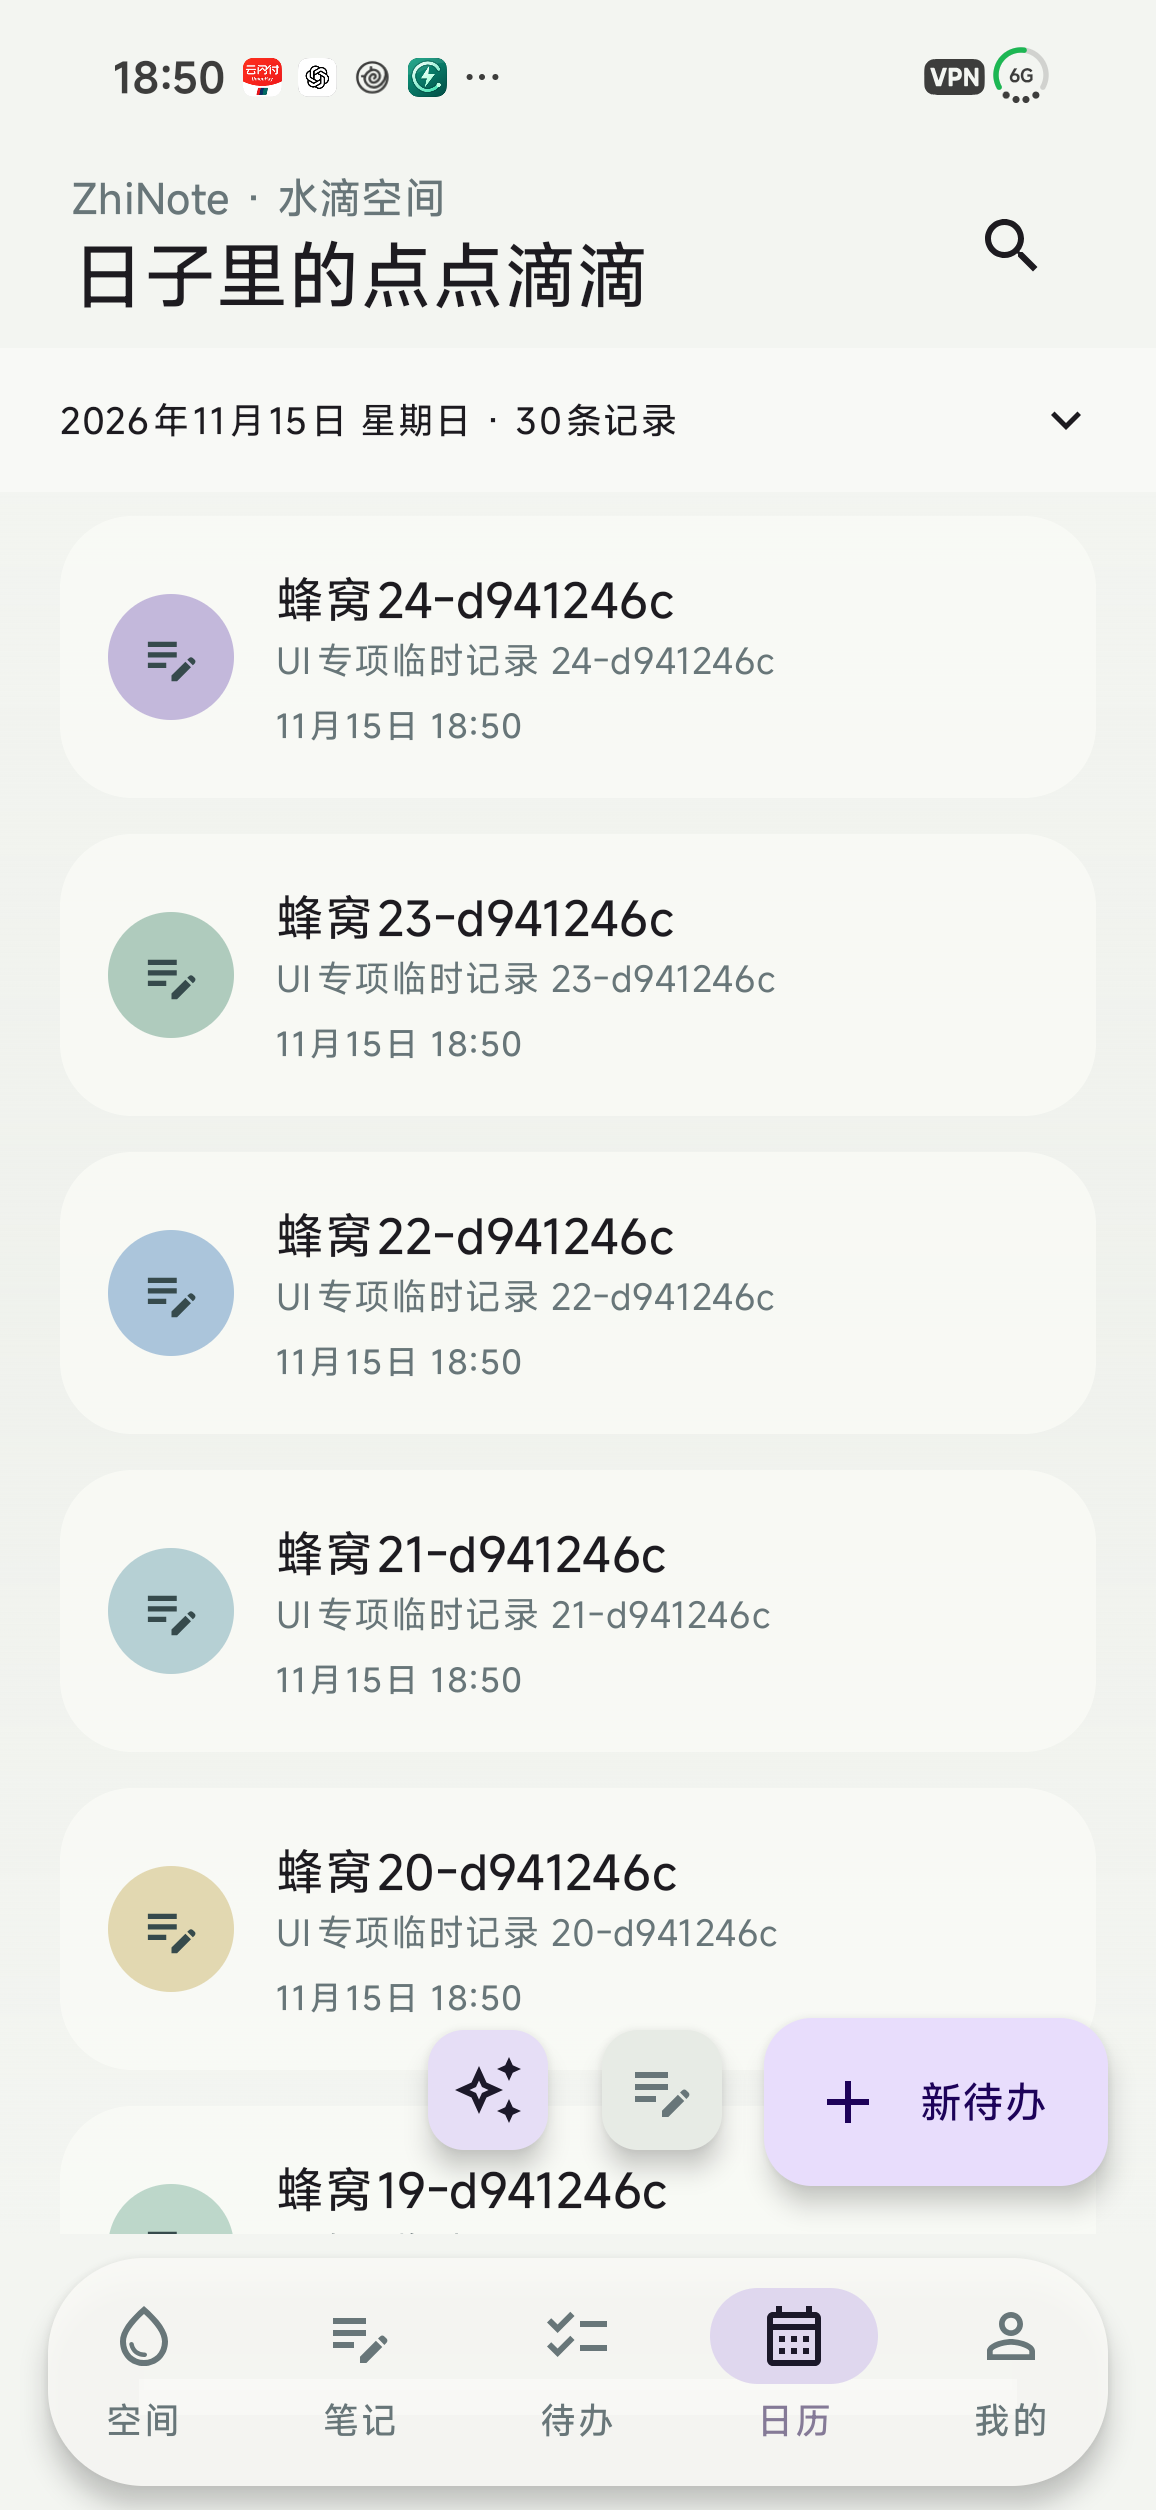 18:50
云闪付
VPN
6G
ZhiNote · 水滴空间
日子里的点点滴滴
2026年11月15日 星期日 · 30条记录
蜂窝24-d941246c
UI 专项临时记录 24-d941246c
11月15日 18:50
蜂窝23-d941246c
UI 专项临时记录 23-d941246c
11月15日 18:50
蜂窝22-d941246c
UI 专项临时记录 22-d941246c
11月15日 18:50
蜂窝21-d941246c
UI 专项临时记录 21-d941246c
11月15日 18:50
蜂窝20-d941246c
UI 专项临时记录 20-d941246c
11月15日 18:50
新待办
蜂窝19-d941246c
空间
笔记
待办
日历
我的